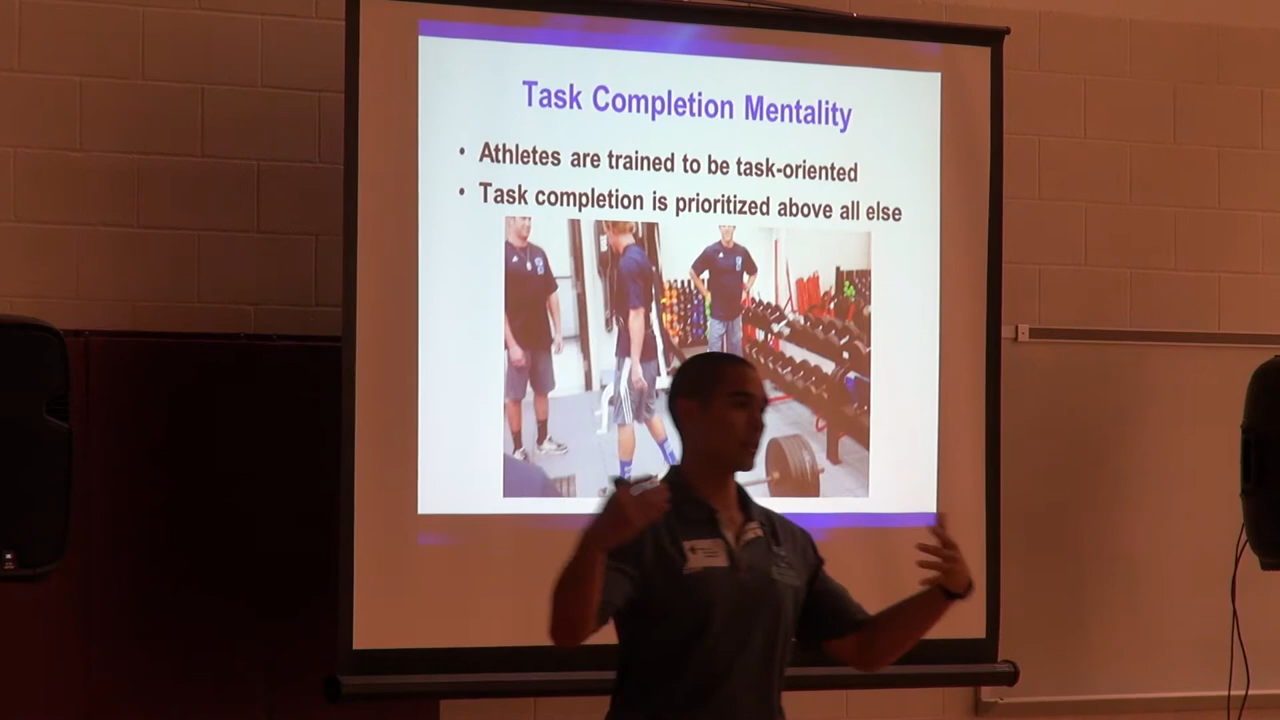 Task Completion Mentality
• Athletes are trained to be task-oriented
• Task completion is prioritized above all else